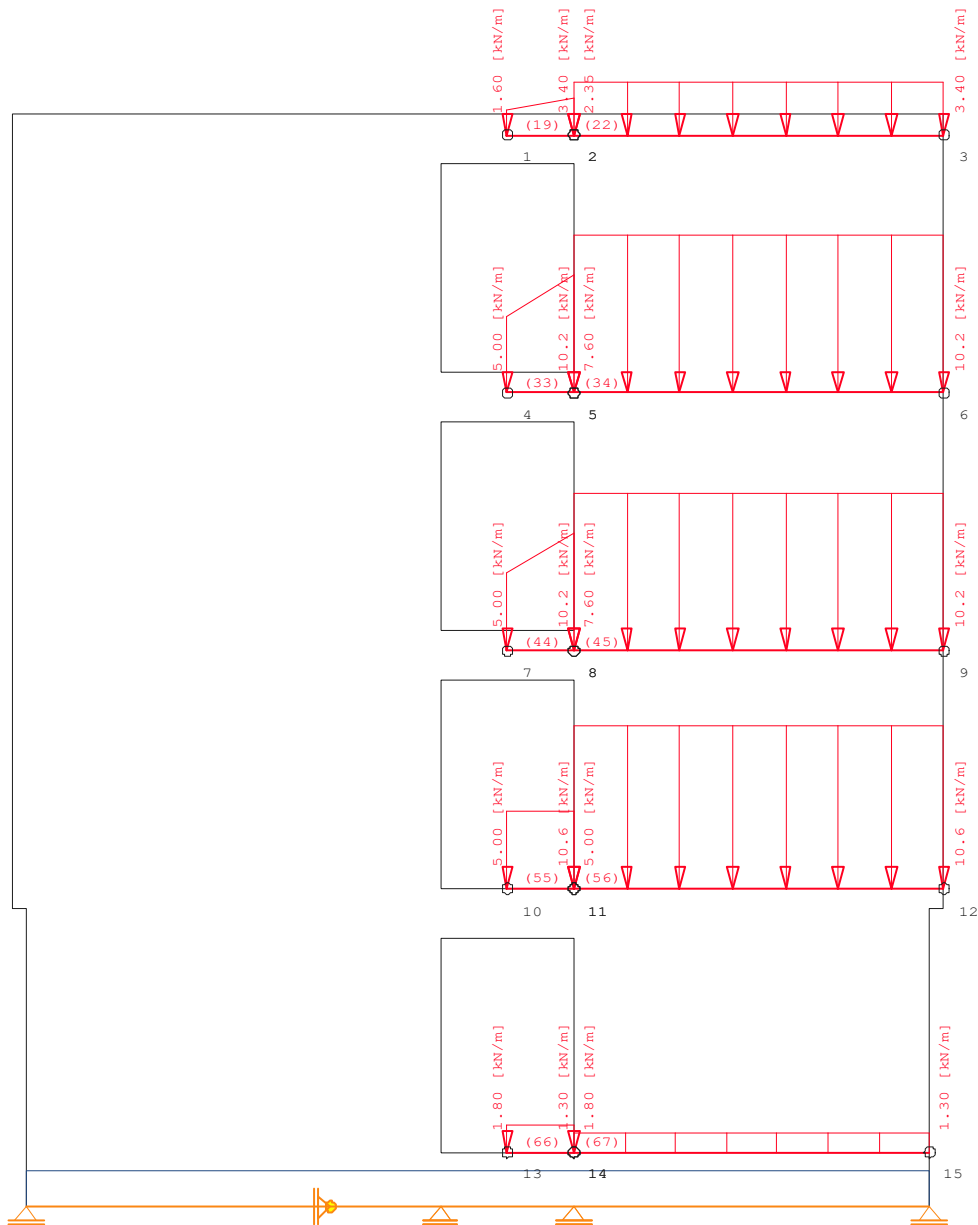 1.60 [kN/m]
3.40 [kN/m]
2.35 [kN/m]
3.40 [kN/m]
(19)
(22)
1
2
3
5.00 [kN/m]
10.2 [kN/m]
7.60 [kN/m]
10.2 [kN/m]
(33)
(34)
4
5
6
5.00 [kN/m]
10.2 [kN/m]
7.60 [kN/m]
10.2 [kN/m]
(44)
(45)
7
8
9
5.00 [kN/m]
10.6 [kN/m]
5.00 [kN/m]
10.6 [kN/m]
(55)
(56)
10
11
12
1.80 [kN/m]
1.30 [kN/m]
1.80 [kN/m]
1.30 [kN/m]
(66)
(67)
13
14
15